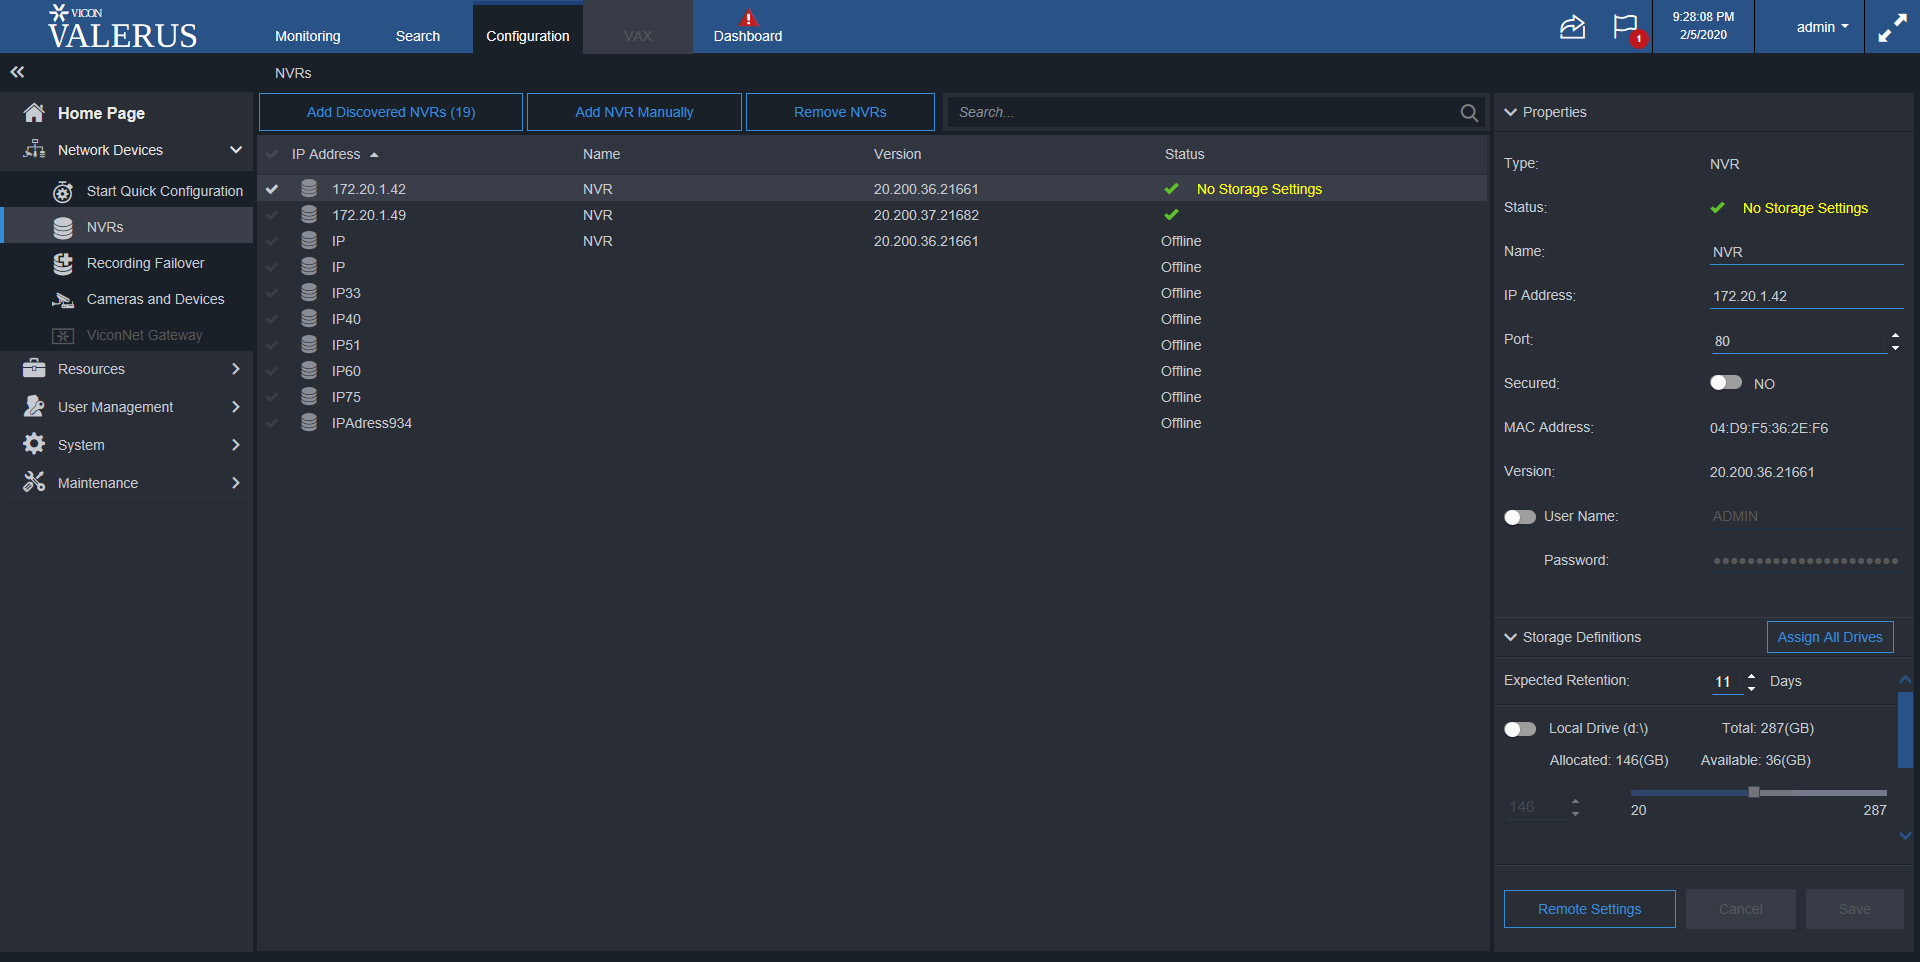 VICON
VALERUS
Monitoring
Search
Configuration
VAX
Dashboard
1
9:28:08 PM
2/5/2020
admin
NVRs
Home Page
Network Devices
Start Quick Configuration
NVRs
Recording Failover
Cameras and Devices
ViconNet Gateway
Resources
User Management
System
Maintenance
Add Discovered NVRs (19)
Add NVR Manually
Remove NVRs
Search...
IP Address Name Version Status
172.20.1.42 NVR 20.200.36.21661 No Storage Settings
172.20.1.49 NVR 20.200.37.21682
IP NVR 20.200.36.21661 Offline
IP Offline
IP33 Offline
IP40 Offline
IP51 Offline
IP60 Offline
IP75 Offline
IPAdress934 Offline
Properties
Type: NVR
Status: No Storage Settings
Name: NVR
IP Address: 172.20.1.42
Port: 80
Secured: NO
MAC Address: 04:D9:F5:36:2E:F6
Version: 20.200.36.21661
User Name: ADMIN
Password: ●●●●●●●●●●●●●●●●●●●●●●
Storage Definitions
Assign All Drives
Expected Retention: 11 Days
Local Drive (d:\) Total: 287(GB)
Allocated: 146(GB) Available: 36(GB)
146
20 287
Remote Settings
Cancel
Save